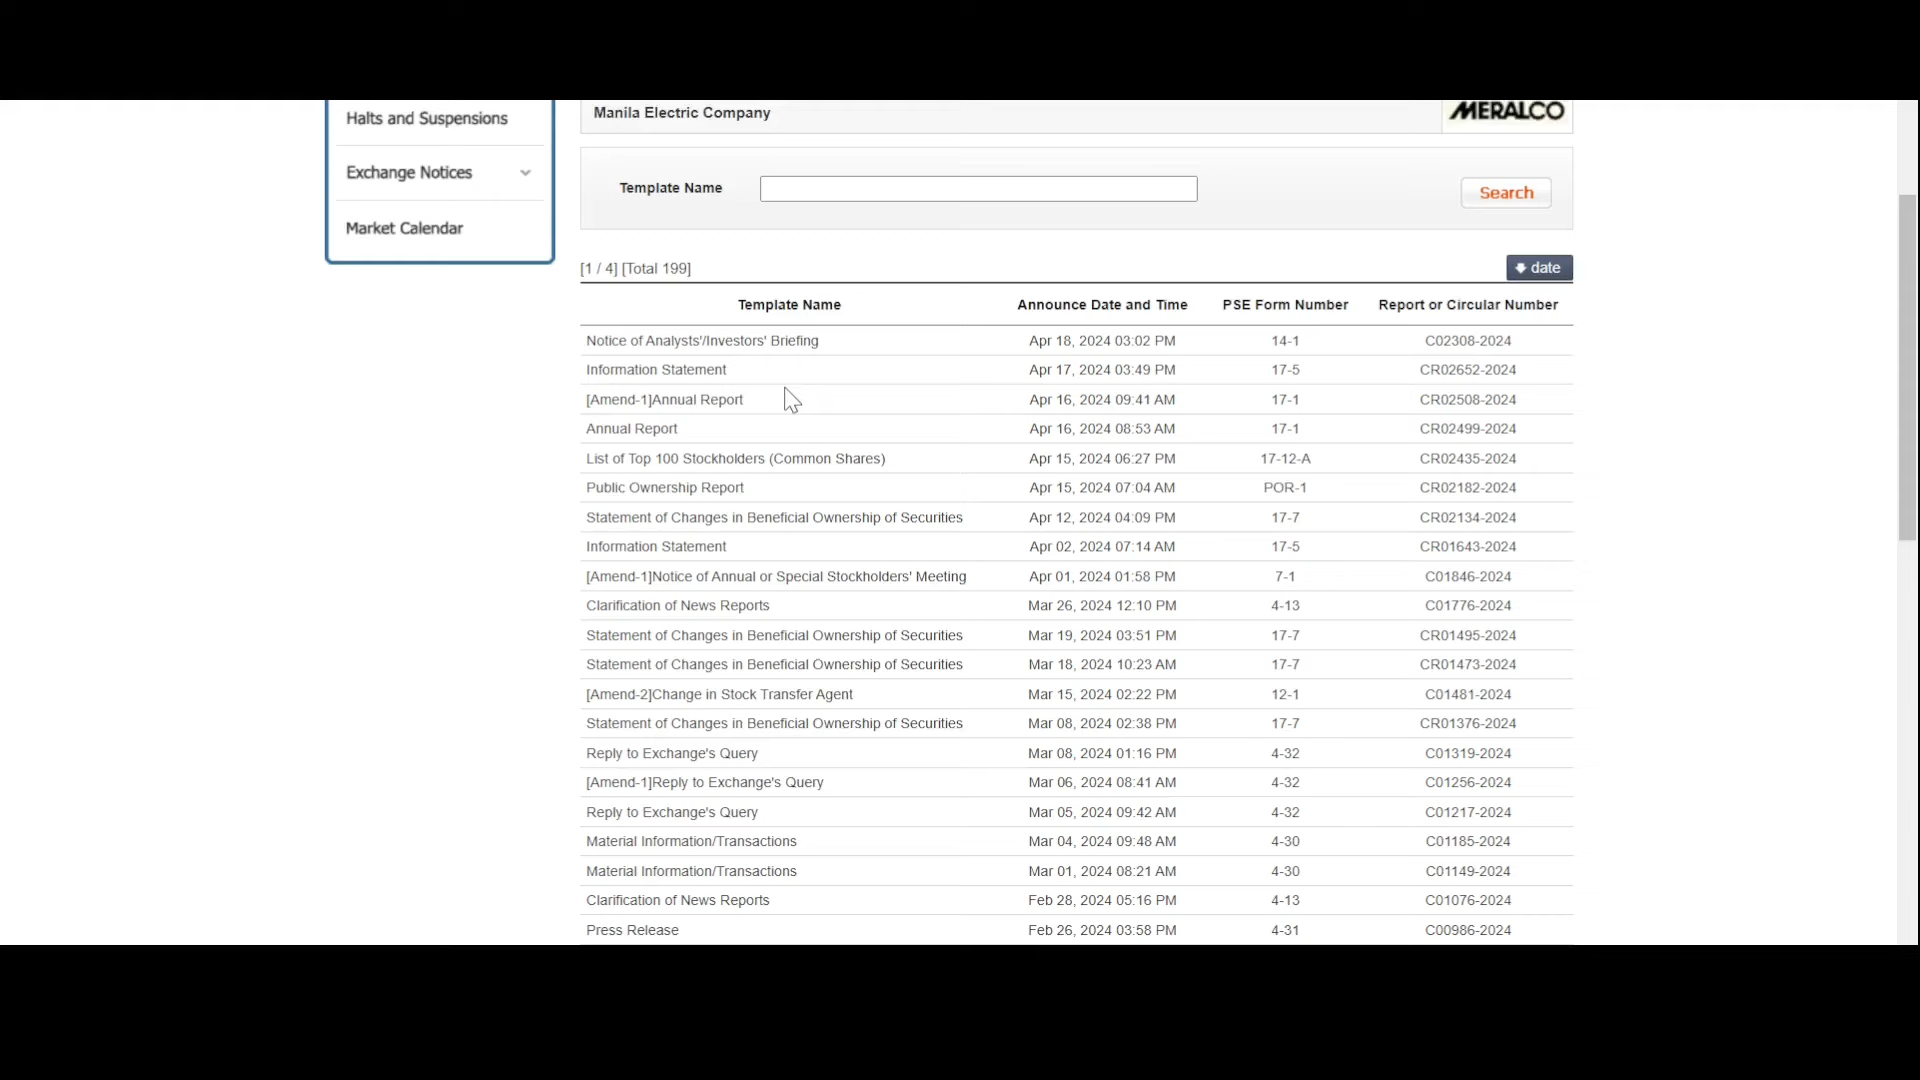 Halts and Suspensions
Exchange Notices
Market Calendar
Manila Electric Company
MERALCO
Template Name
Search
[1 / 4] [Total 199]
date
Template Name Announce Date and Time PSE Form Number Report or Circular Number
Notice of Analysts'/Investors' Briefing Apr 18, 2024 03:02 PM 14-1 C02308-2024
Information Statement Apr 17, 2024 03:49 PM 17-5 CR02652-2024
[Amend-1]Annual Report Apr 16, 2024 09:41 AM 17-1 CR02508-2024
Annual Report Apr 16, 2024 08:53 AM 17-1 CR02499-2024
List of Top 100 Stockholders (Common Shares) Apr 15, 2024 06:27 PM 17-12-A CR02435-2024
Public Ownership Report Apr 15, 2024 07:04 AM POR-1 CR02182-2024
Statement of Changes in Beneficial Ownership of Securities Apr 12, 2024 04:09 PM 17-7 CR02134-2024
Information Statement Apr 02, 2024 07:14 AM 17-5 CR01643-2024
[Amend-1]Notice of Annual or Special Stockholders' Meeting Apr 01, 2024 01:58 PM 7-1 C01846-2024
Clarification of News Reports Mar 26, 2024 12:10 PM 4-13 C01776-2024
Statement of Changes in Beneficial Ownership of Securities Mar 19, 2024 03:51 PM 17-7 CR01495-2024
Statement of Changes in Beneficial Ownership of Securities Mar 18, 2024 10:23 AM 17-7 CR01473-2024
[Amend-2]Change in Stock Transfer Agent Mar 15, 2024 02:22 PM 12-1 C01481-2024
Statement of Changes in Beneficial Ownership of Securities Mar 08, 2024 02:38 PM 17-7 CR01376-2024
Reply to Exchange's Query Mar 08, 2024 01:16 PM 4-32 C01319-2024
[Amend-1]Reply to Exchange's Query Mar 06, 2024 08:41 AM 4-32 C01256-2024
Reply to Exchange's Query Mar 05, 2024 09:42 AM 4-32 C01217-2024
Material Information/Transactions Mar 04, 2024 09:48 AM 4-30 C01185-2024
Material Information/Transactions Mar 01, 2024 08:21 AM 4-30 C01149-2024
Clarification of News Reports Feb 28, 2024 05:16 PM 4-13 C01076-2024
Press Release Feb 26, 2024 03:58 PM 4-31 C00986-2024